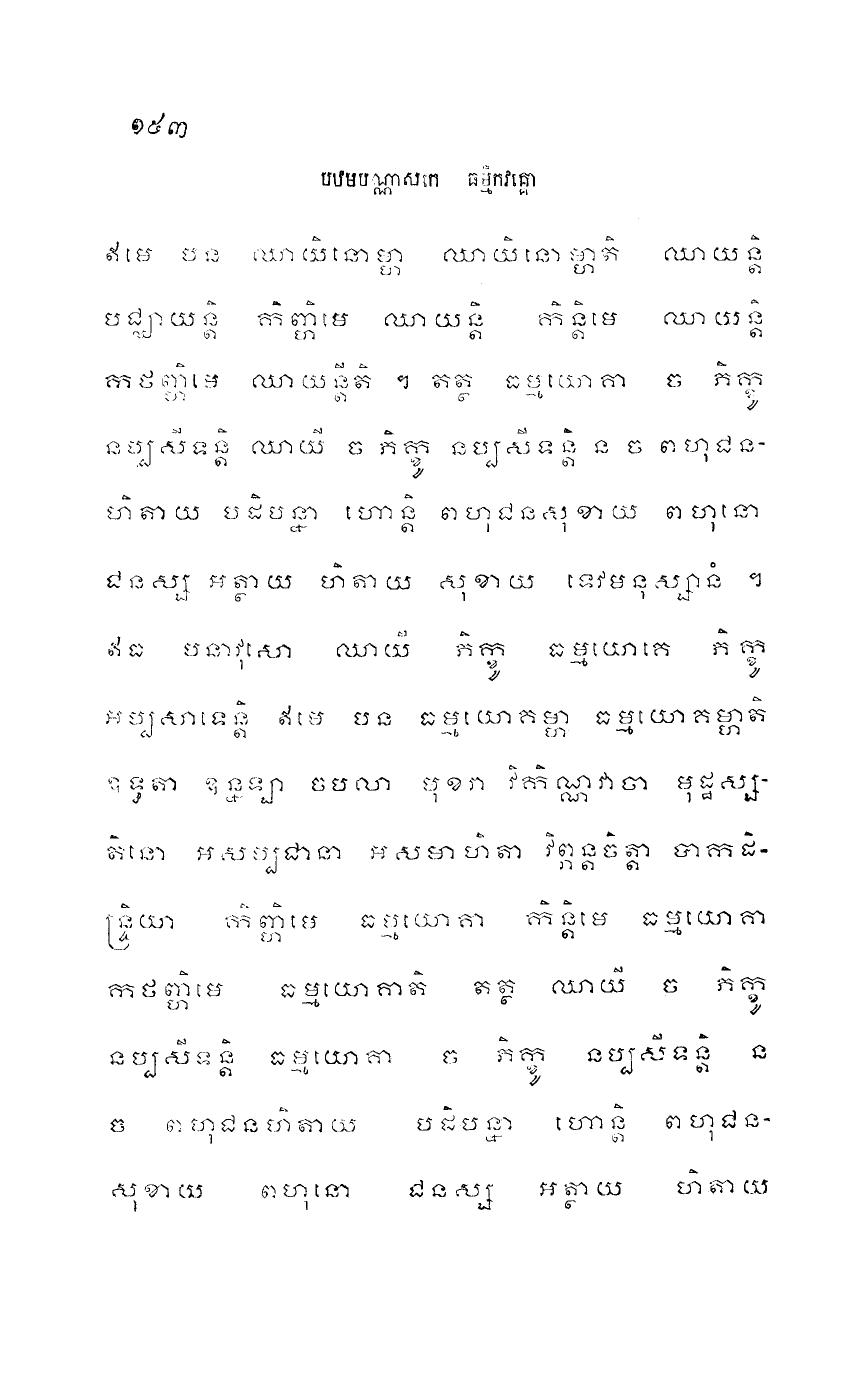 ១៥៣
បឋមបណ្ណាសកេ ធម្មិកវគ្គោ
ឥមេ បន ឈាយិនោម្ហា ឈាយិនោម្ហាតិ ឈាយន្តិ
បជ្ឈាយន្តិ កិញ្ហិមេ ឈាយន្តិ កិន្តិមេ ឈាយន្តិ
កថញ្ហិមេ ឈាយន្តីតិ ។ តត្ថ ធម្មយោគា ច ភិក្ខូ
នប្បសីទន្តិ ឈាយី ច ភិក្ខូ នប្បសីទន្តិ ន ច ពហុជន-
ហិតាយ បដិបន្នា ហោន្តិ ពហុជនសុខាយ ពហុនោ
ជនស្ស អត្ថាយ ហិតាយ សុខាយ ទេវមនុស្សានំ ។
ឥធ បនាវុសោ ឈាយី ភិក្ខូ ធម្មយោគេ ភិក្ខូ
អប្បសាទេន្តិ ឥមេ បន ធម្មយោគម្ហា ធម្មយោគម្ហាតិ
ឧទ្ធតា ឧន្នឡា ចបលា មុខរា វិកិណ្ណវាចា មុដ្ឋស្ស-
តិនោ អសម្បជានា អសមាហិតា វិព្ភន្តចិត្តា បាកដិ-
ន្ទ្រិយា កិញ្ហិមេ ធម្មយោគា កិន្តិមេ ធម្មយោគា
កថញ្ហិមេ ធម្មយោគាតិ តត្ថ ឈាយី ច ភិក្ខូ
នប្បសីទន្តិ ធម្មយោគា ច ភិក្ខូ នប្បសីទន្តិ ន
ច ពហុជនហិតាយ បដិបន្នា ហោន្តិ ពហុជន-
សុខាយ ពហុនោ ជនស្ស អត្ថាយ ហិតាយ